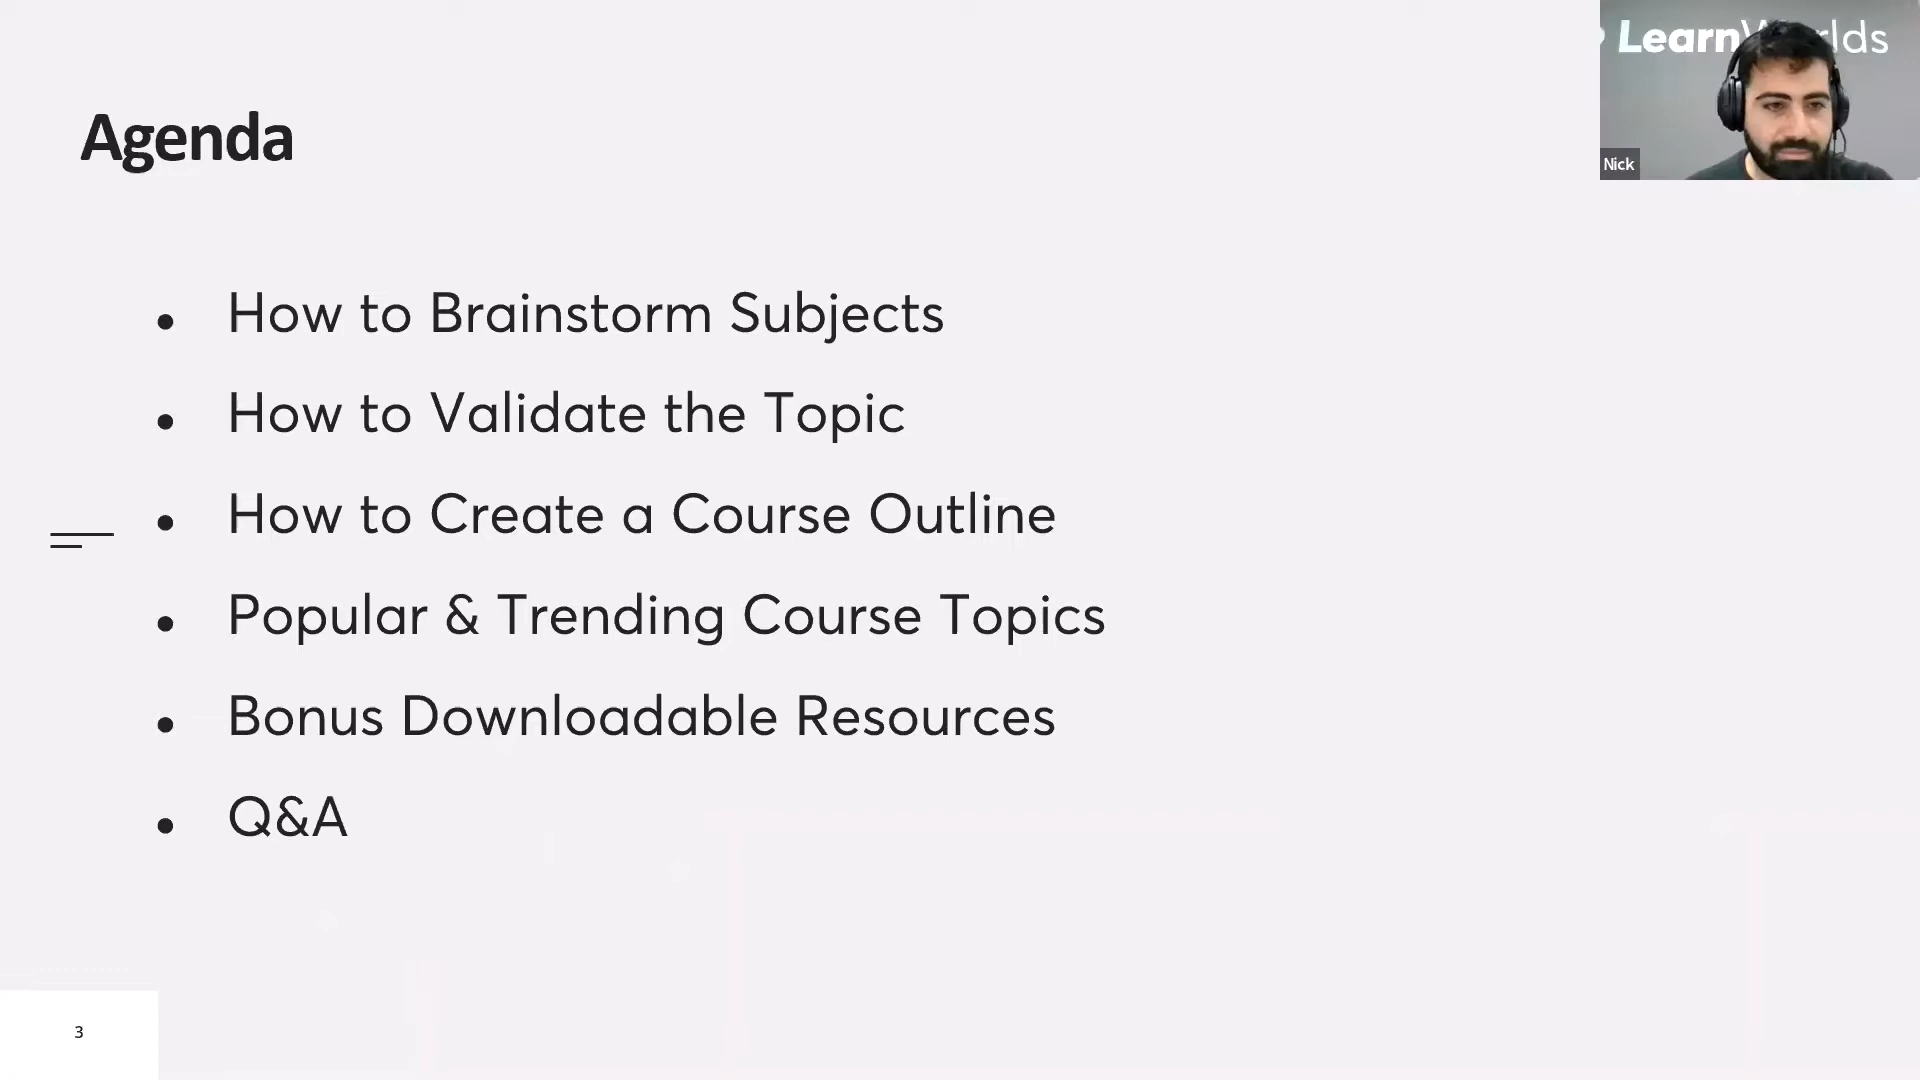 LearnWorlds
Nick
Agenda
• How to Brainstorm Subjects
• How to Validate the Topic
• How to Create a Course Outline
• Popular & Trending Course Topics
• Bonus Downloadable Resources
• Q&A
3